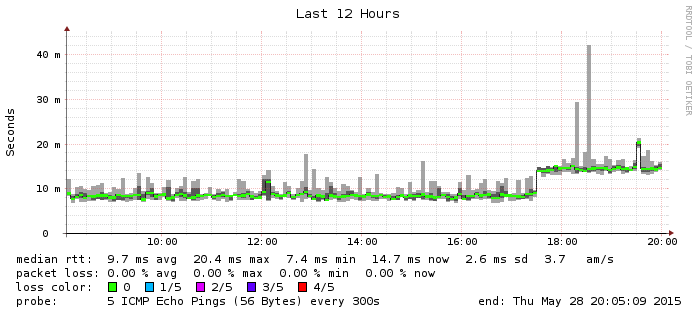 Last 12 Hours
RRDTOOL / TOBI OETIKER
Seconds
40 m
30 m
20 m
10 m
0
10:00 12:00 14:00 16:00 18:00 20:00
median rtt: 9.7 ms avg 20.4 ms max 7.4 ms min 14.7 ms now 2.6 ms sd 3.7 am/s
packet loss: 0.00 % avg 0.00 % max 0.00 % min 0.00 % now
loss color: 0 1/5 2/5 3/5 4/5
probe: 5 ICMP Echo Pings (56 Bytes) every 300s end: Thu May 28 20:05:09 2015